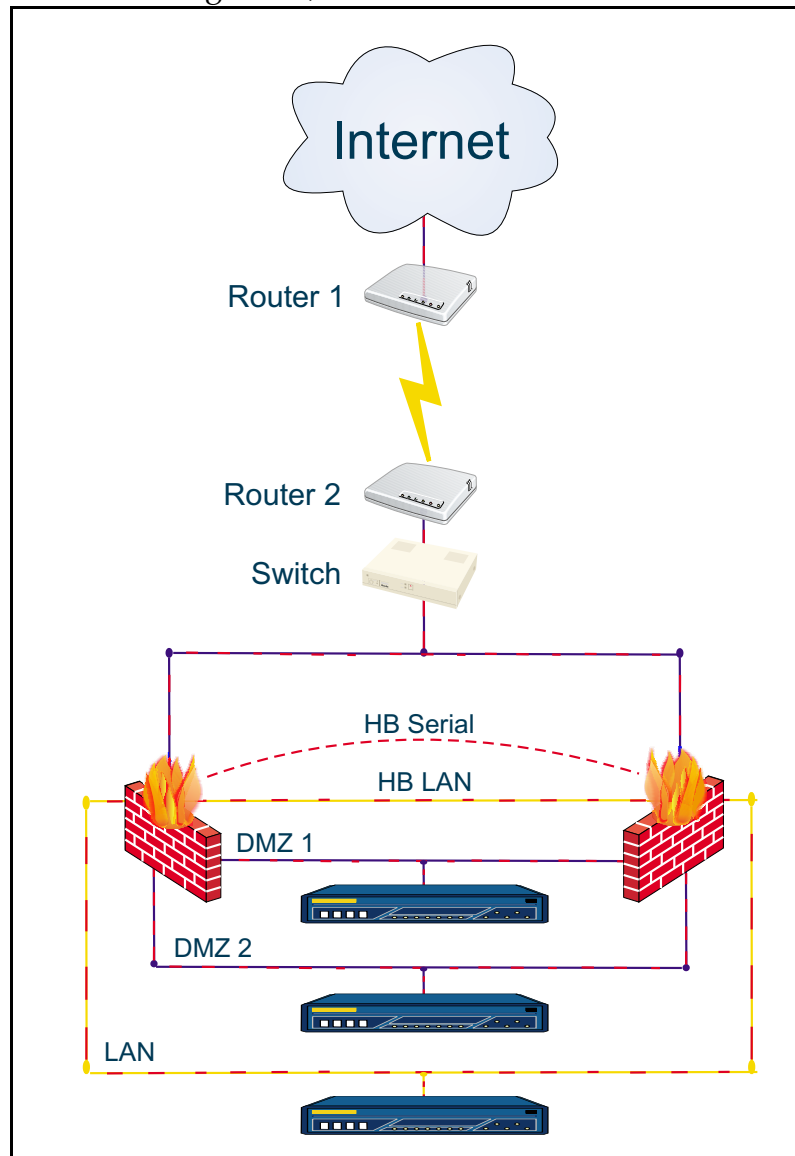 Internet
Router 1
Router 2
Switch
HB Serial
HB LAN
DMZ 1
DMZ 2
LAN